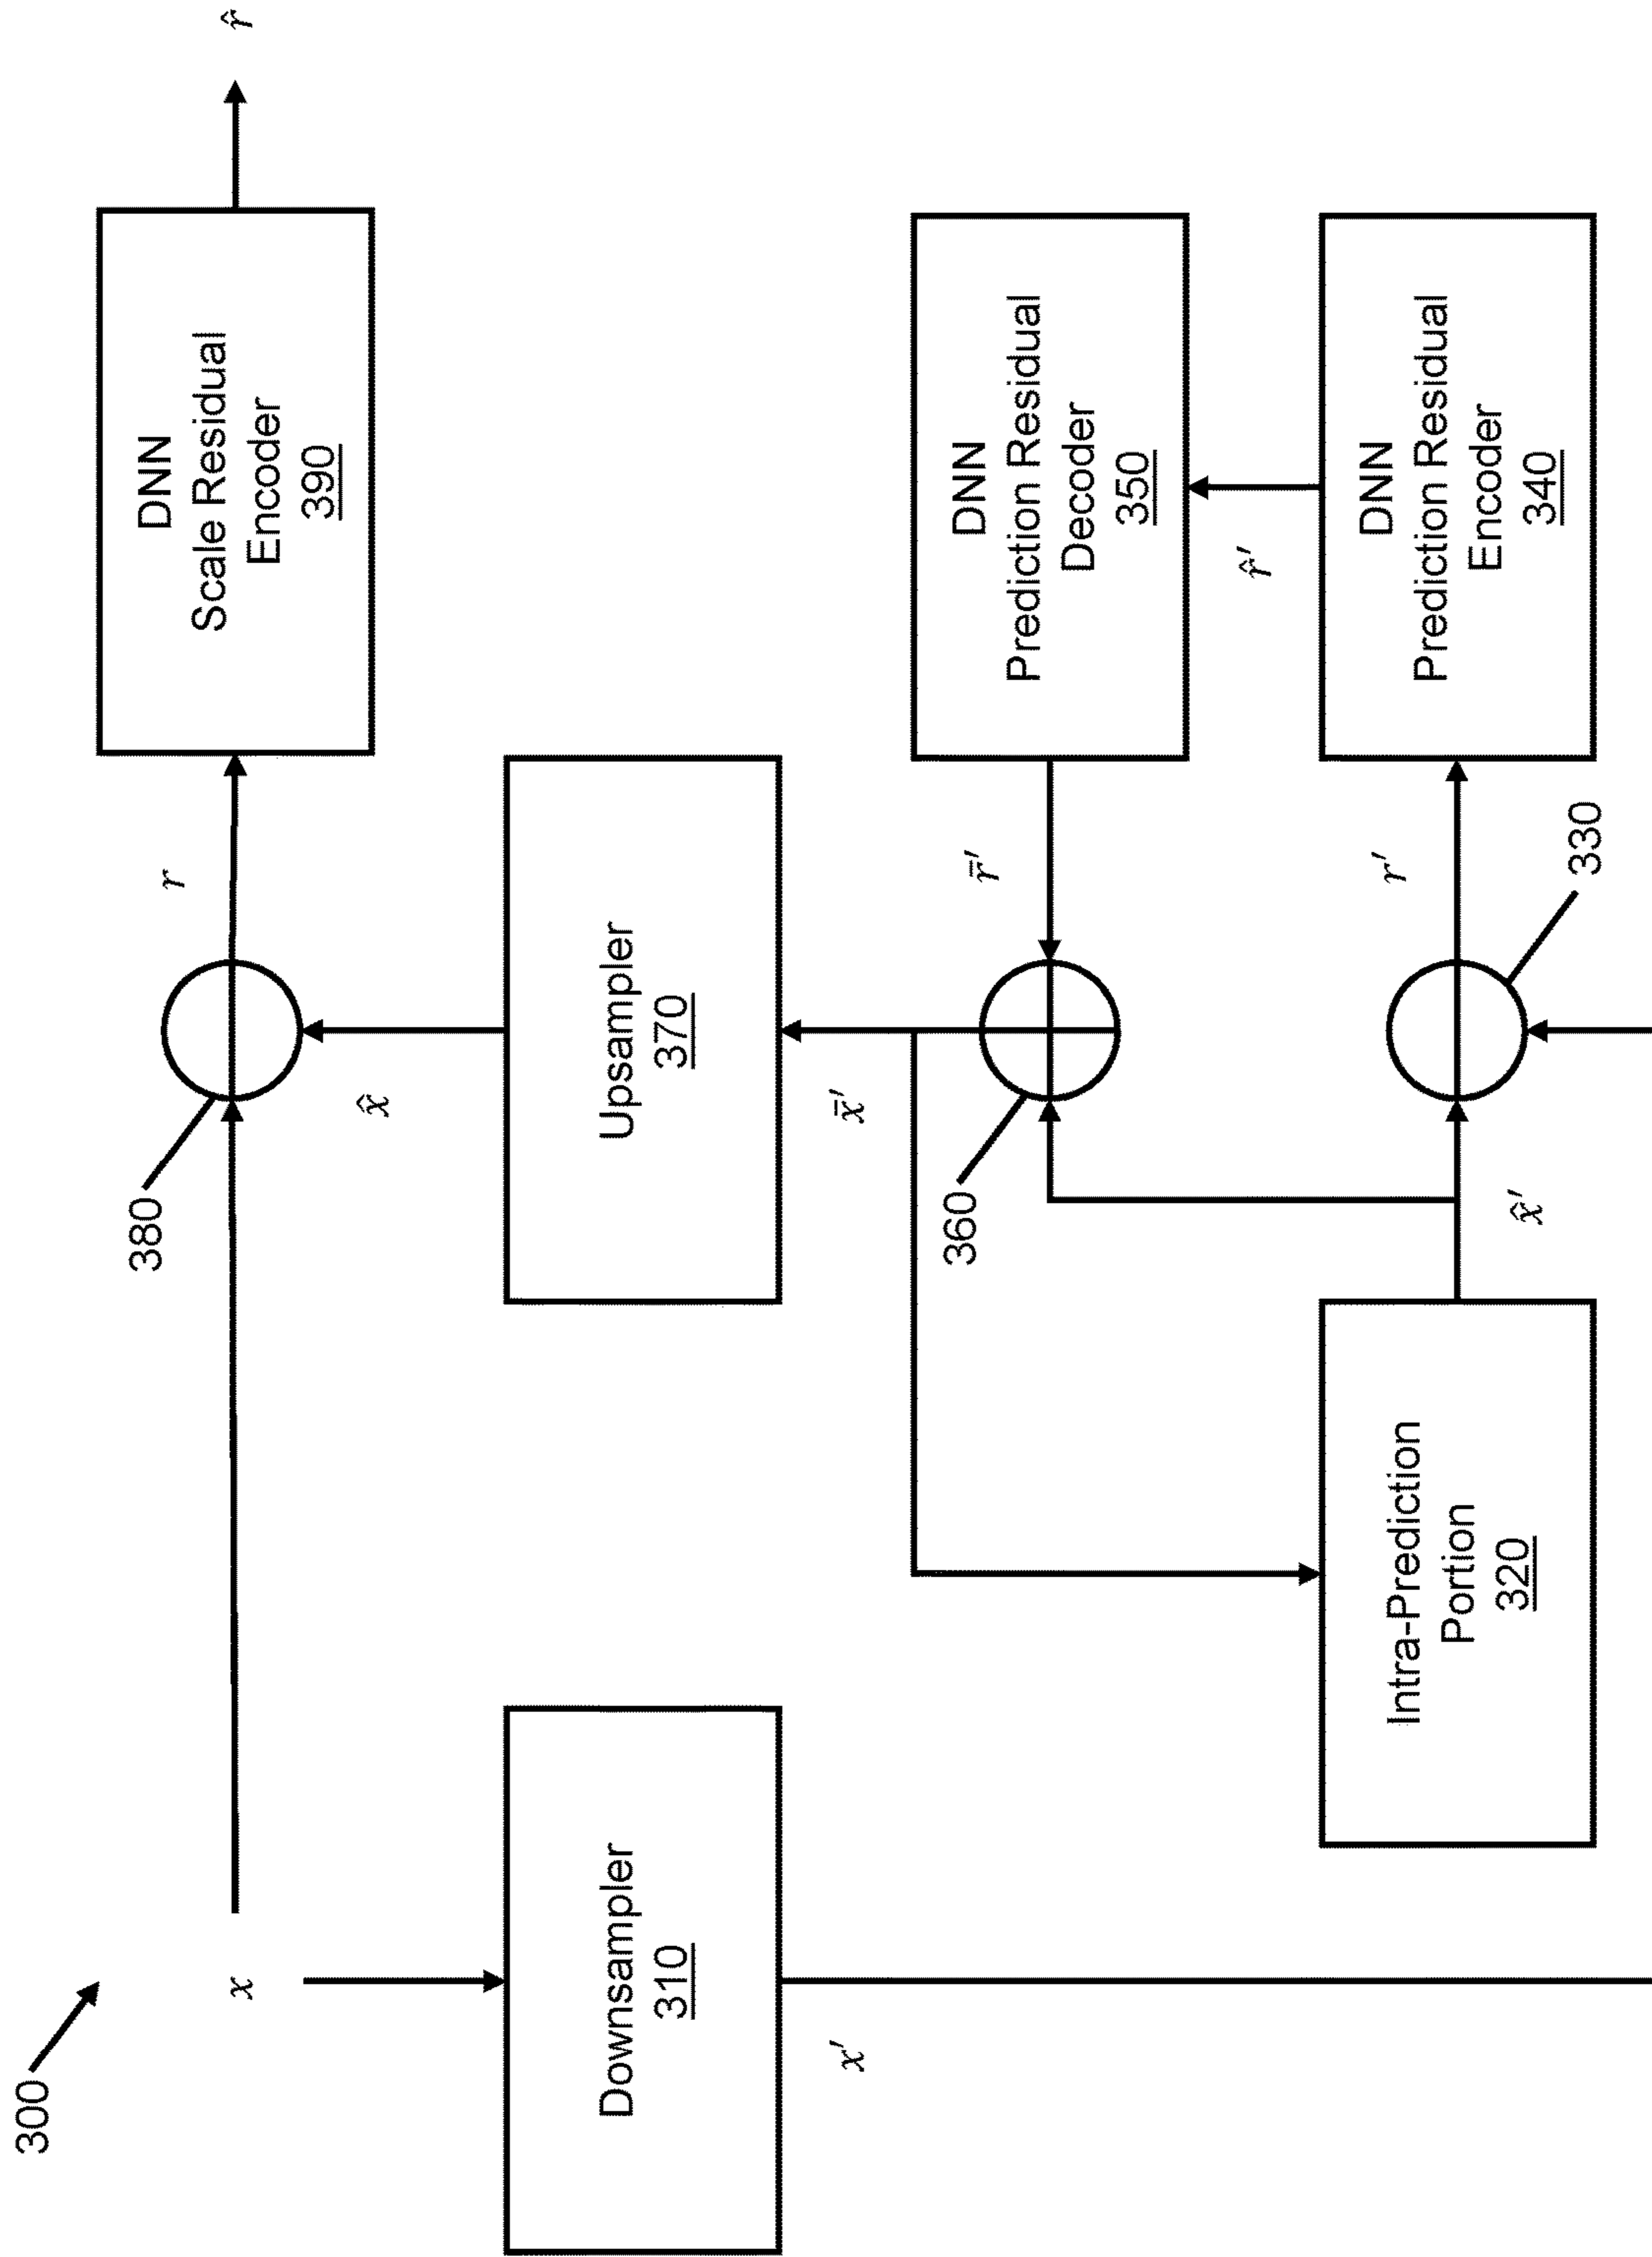 300
x
380
r
DNN
Scale Residual
Encoder
390
r̂
Downsampler
310
x̂
Upsampler
370
x′
x̄′
360
r̄′
DNN
Prediction Residual
Decoder
350
r̂′
Intra-Prediction
Portion
320
x̂′
r′
330
DNN
Prediction Residual
Encoder
340